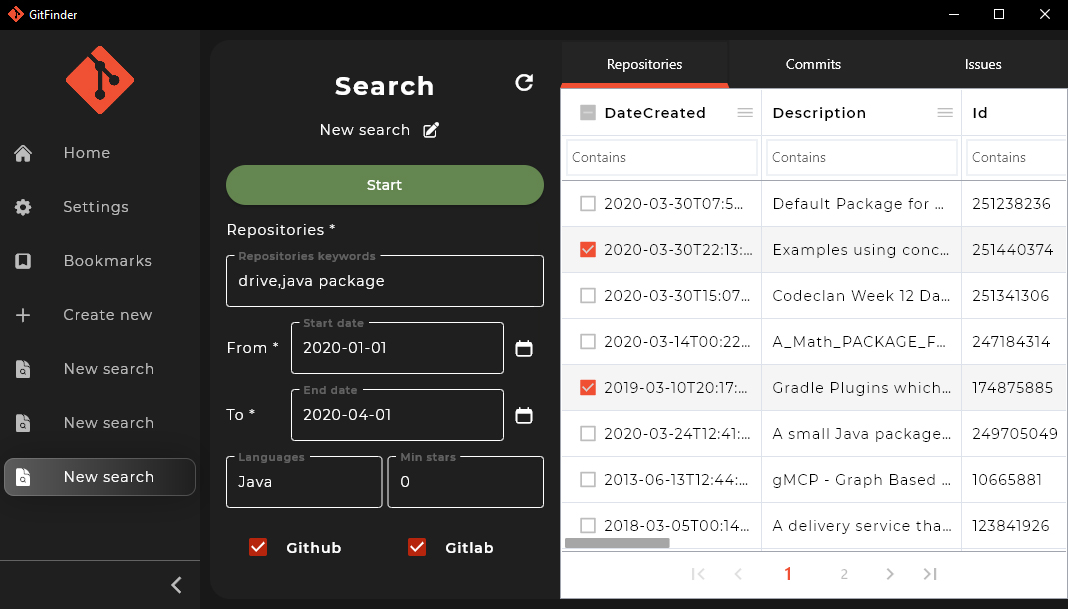 GitFinder
Home
Settings
Bookmarks
Create new
New search
New search
New search
Search
New search
Start
Repositories *
Repositories keywords
drive,java package
From *
Start date
2020-01-01
To *
End date
2020-04-01
Languages
Java
Min stars
0
Github
Gitlab
Repositories Commits Issues
DateCreated Description Id
Contains Contains Contains
2020-03-30T07:5... Default Package for ... 251238236
2020-03-30T22:13:... Examples using conc... 251440374
2020-03-30T15:07... Codeclan Week 12 Da... 251341306
2020-03-14T00:22... A_Math_PACKAGE_F... 247184314
2019-03-10T20:17:... Gradle Plugins which... 174875885
2020-03-24T12:41:... A small Java package... 249705049
2013-06-13T12:44:... gMCP - Graph Based ... 10665881
2018-03-05T00:14... A delivery service tha... 123841926
1 2